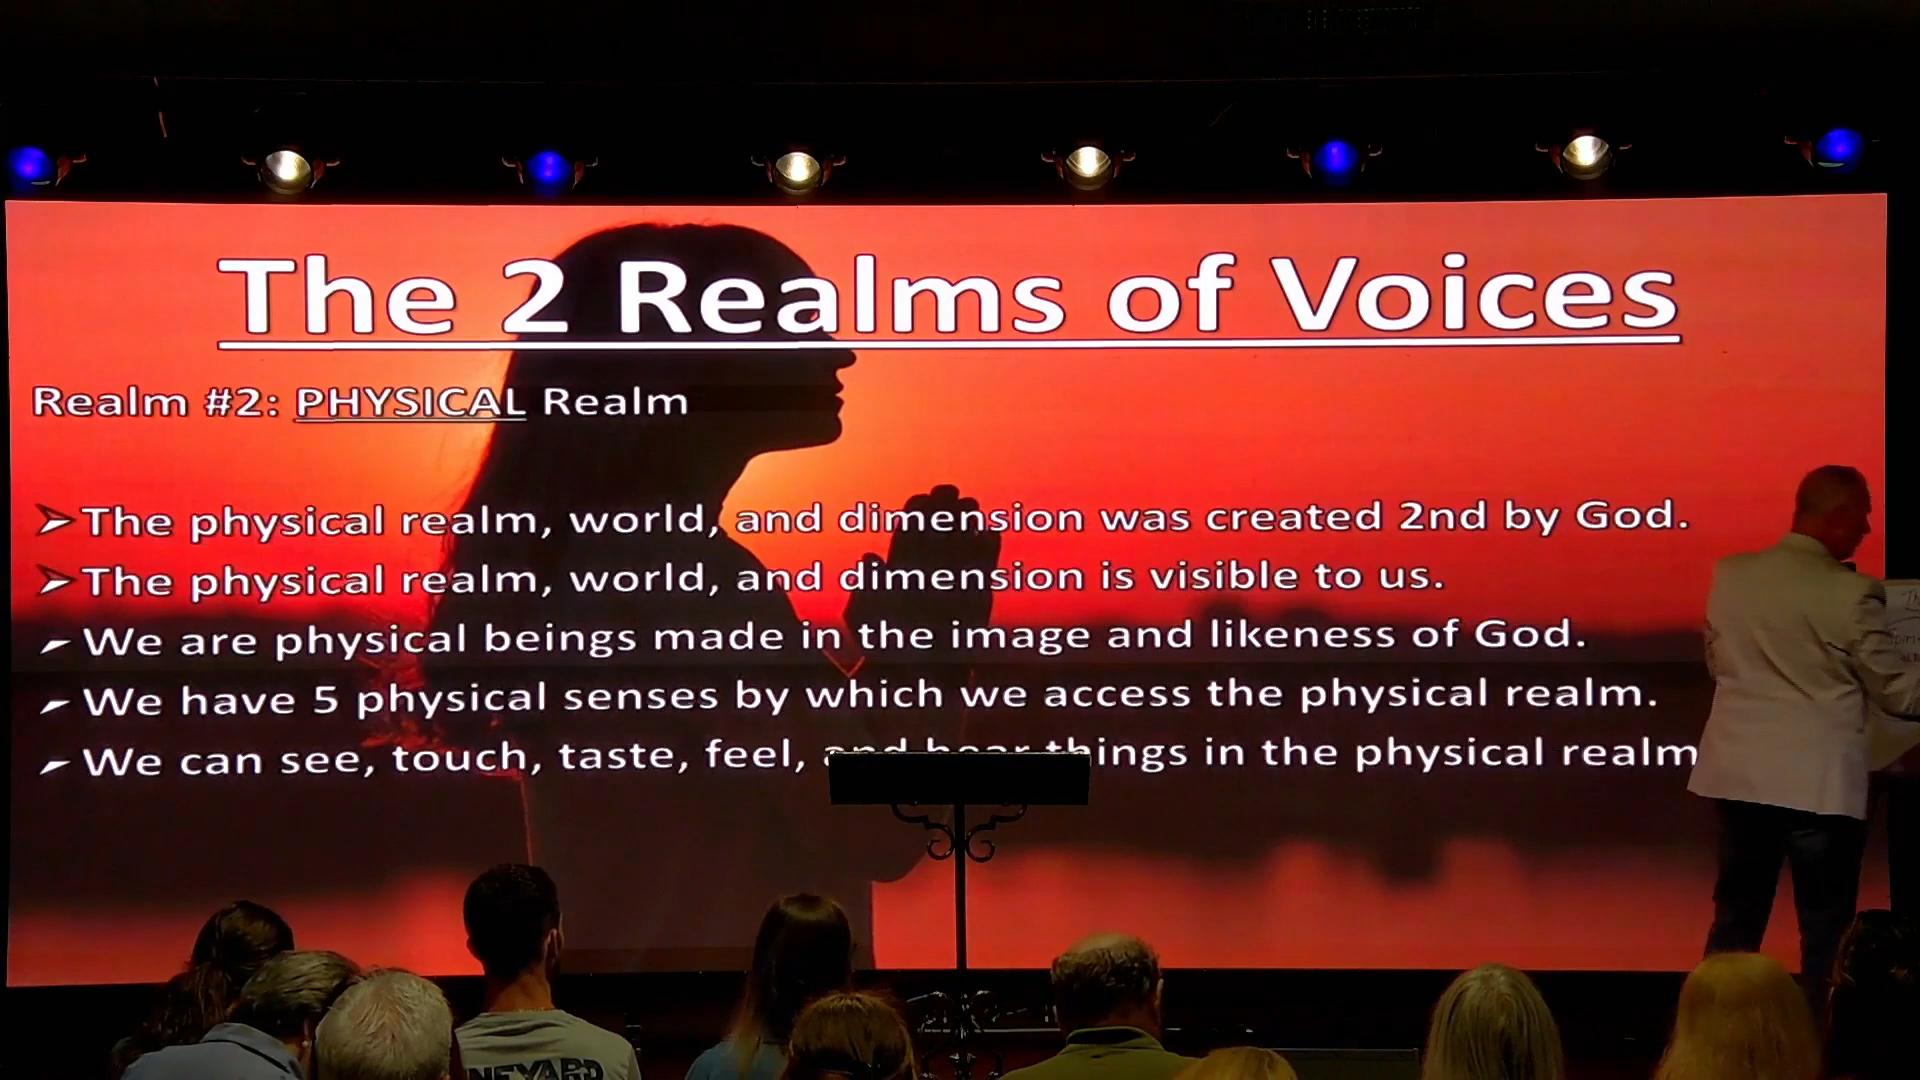 The 2 Realms of Voices
Realm #2: PHYSICAL Realm
➢ The physical realm, world, and dimension was created 2nd by God.
➢ The physical realm, world, and dimension is visible to us.
➢ We are physical beings made in the image and likeness of God.
➢ We have 5 physical senses by which we access the physical realm.
➢ We can see, touch, taste, feel, and hear things in the physical realm